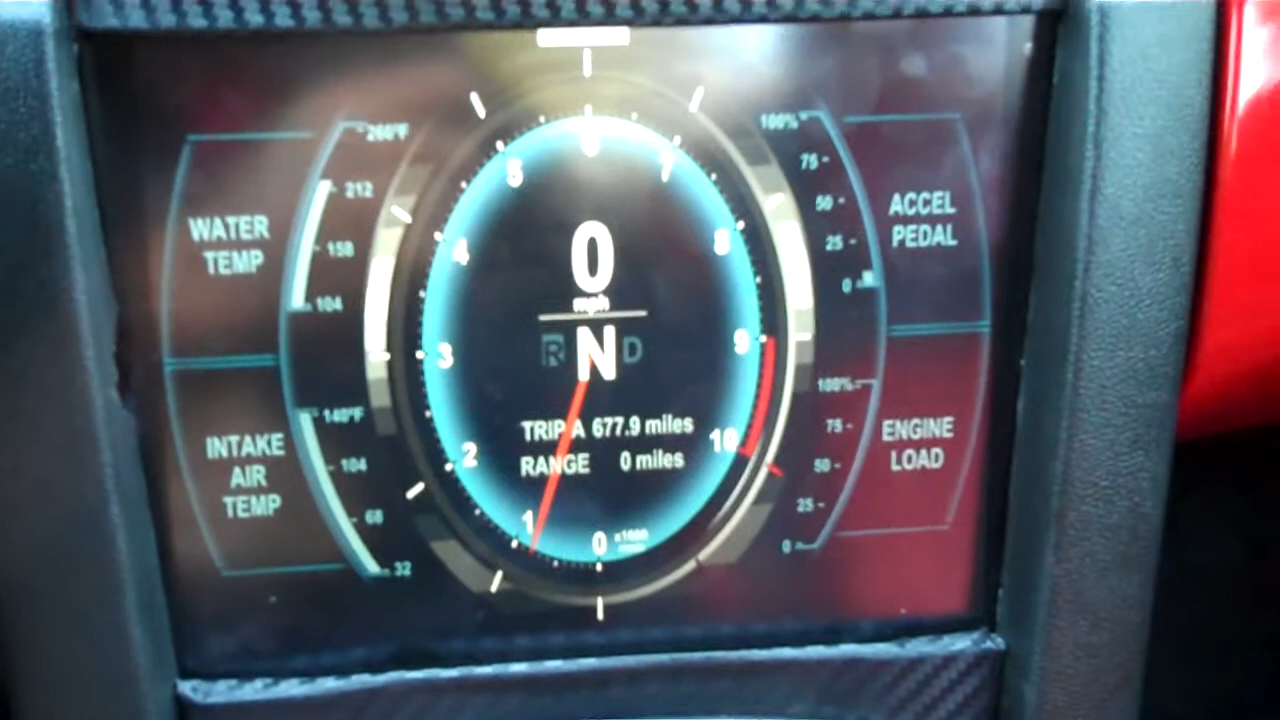 WATER
TEMP
260°F
212
158
104
INTAKE
AIR
TEMP
140°F
104
68
32
5
6
7
4
8
3
9
2
10
1
0
0
mph
R N D
TRIP A 677.9 miles
RANGE 0 miles
x1000
100%
75
50
25
0
ACCEL
PEDAL
100%
75
50
25
0
ENGINE
LOAD